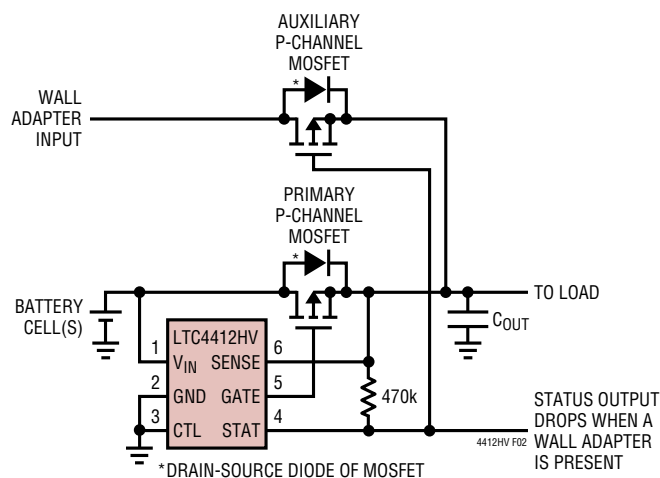 AUXILIARY
P-CHANNEL
MOSFET
*
WALL
ADAPTER
INPUT
PRIMARY
P-CHANNEL
MOSFET
*
TO LOAD
BATTERY
CELL(S)
COUT
LTC4412HV
1
VIN
SENSE
6
2
GND
GATE
5
3
CTL
STAT
4
470k
STATUS OUTPUT
DROPS WHEN A
WALL ADAPTER
IS PRESENT
4412HV F02
*DRAIN-SOURCE DIODE OF MOSFET